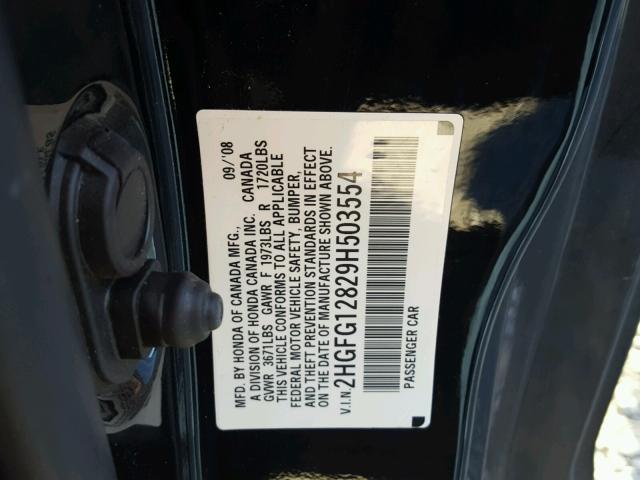 MFD. BY HONDA OF CANADA MFG., 09/'08
A DIVISION OF HONDA CANADA INC. CANADA
GVWR 3671LBS GAWR F 1973LBS R 1720LBS
THIS VEHICLE CONFORMS TO ALL APPLICABLE
FEDERAL MOTOR VEHICLE SAFETY, BUMPER,
AND THEFT PREVENTION STANDARDS IN EFFECT
ON THE DATE OF MANUFACTURE SHOWN ABOVE.
V.I.N. 2HGFG12829H503554
PASSENGER CAR